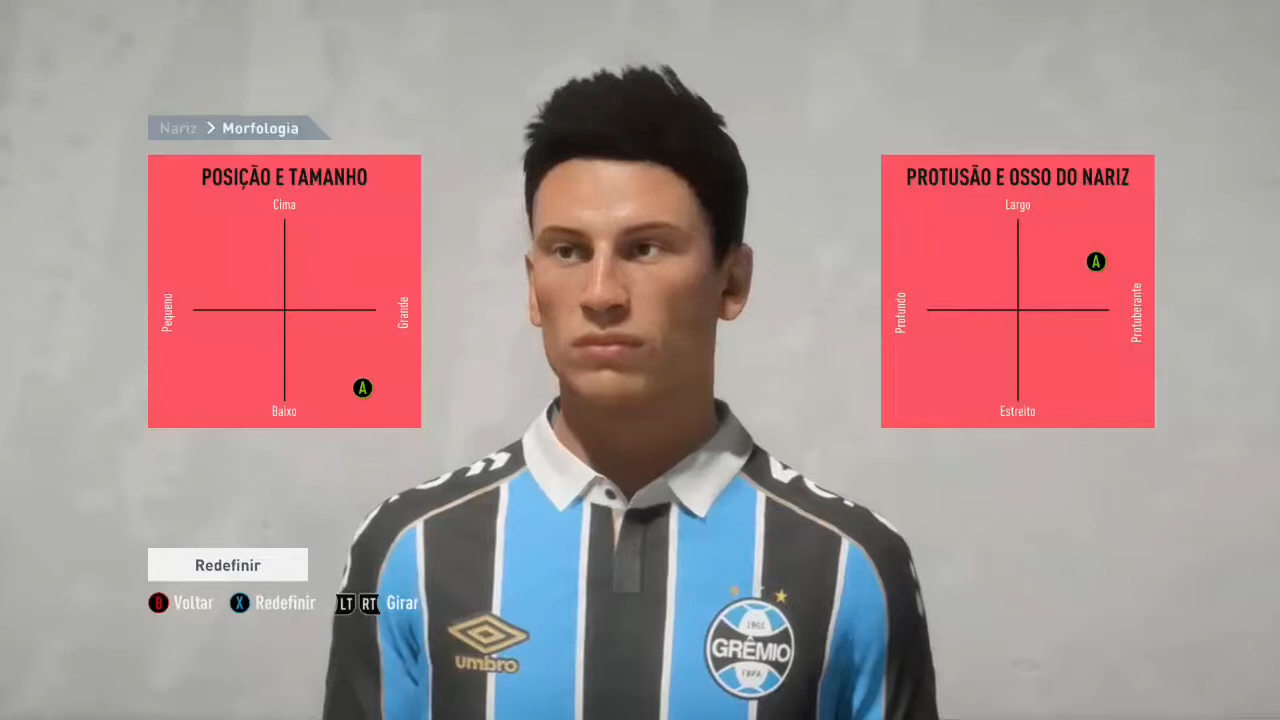 Nariz > Morfologia
POSIÇÃO E TAMANHO
Cima
Pequeno
Grande
A
Baixo
PROTUSÃO E OSSO DO NARIZ
Largo
A
Profundo
Protuberante
Estreito
Redefinir
B Voltar X Redefinir LT RT Girar
umbro
1903
GRÊMIO
FBPA